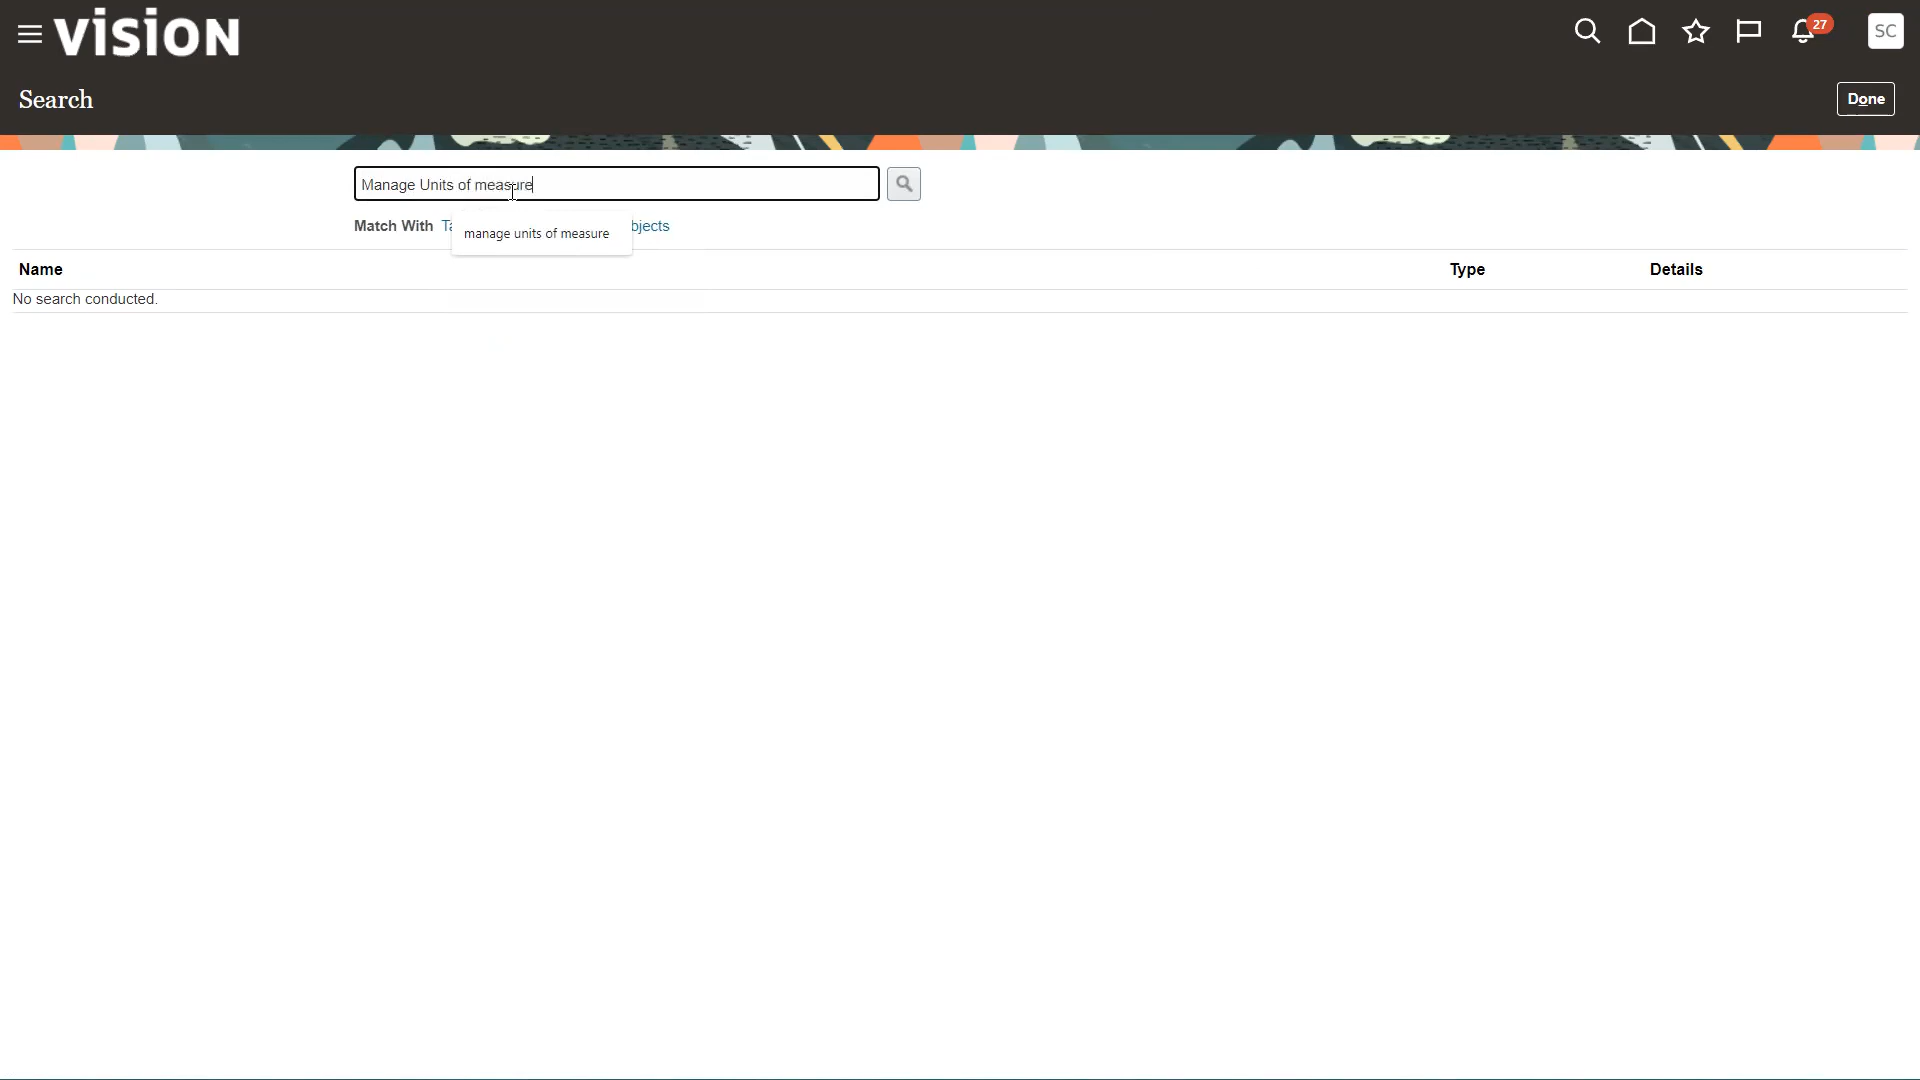 vision
27
SC
Search
Done
Manage Units of measure
Match With
manage units of measure
Name
Type
Details
No search conducted.